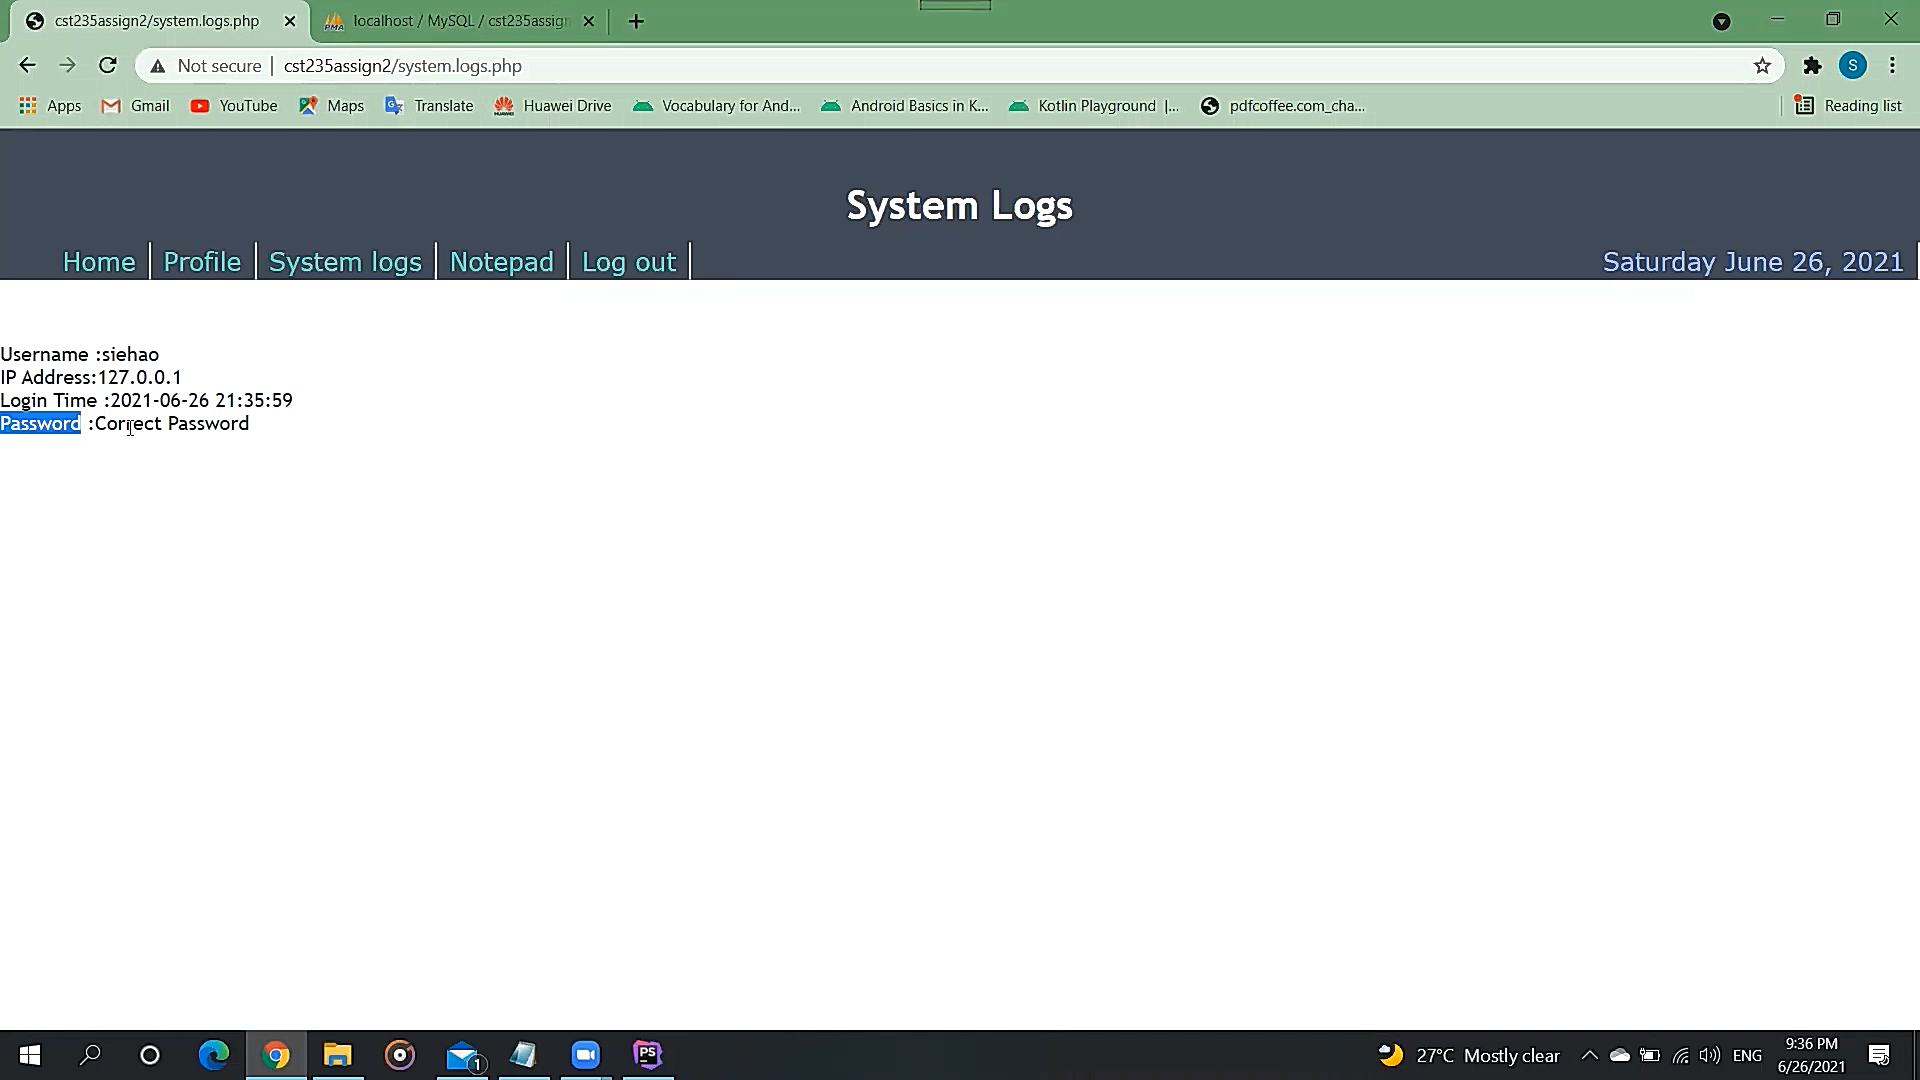 cst235assign2/system.logs.php
localhost / MySQL / cst235assign
Not secure | cst235assign2/system.logs.php
S
Apps Gmail YouTube Maps Translate Huawei Drive Vocabulary for And... Android Basics in K... Kotlin Playground |... pdfcoffee.com_cha... Reading list
System Logs
Home Profile System logs Notepad Log out Saturday June 26, 2021
Username :siehao
IP Address:127.0.0.1
Login Time :2021-06-26 21:35:59
Password :Correct Password
1
PS
27°C Mostly clear
ENG
9:36 PM
6/26/2021